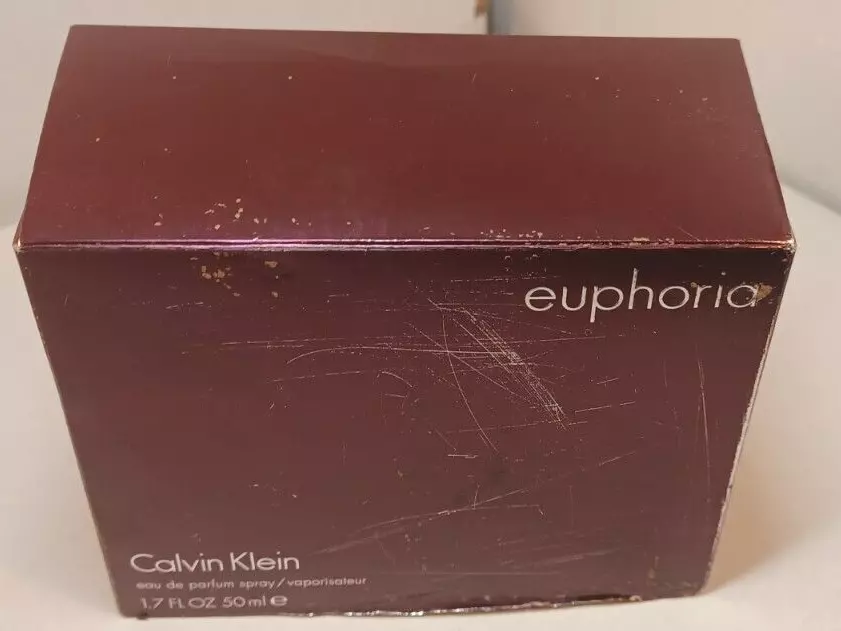 euphoria
Calvin Klein
eau de parfum spray/vaporisateur
1.7 FL OZ 50 ml ℮